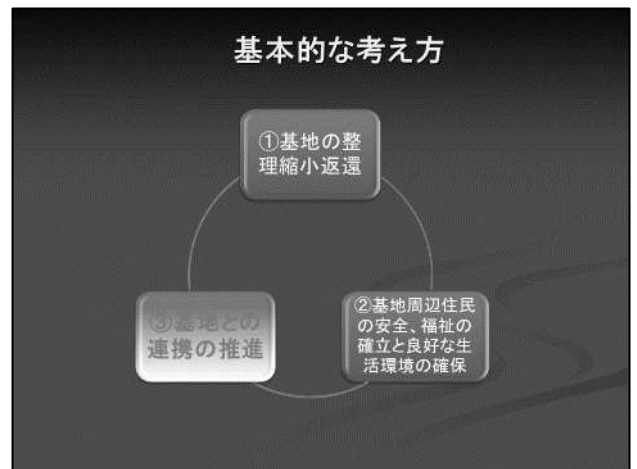 基本的な考え方
①基地の整
理縮小返還
③基地との
連携の推進
②基地周辺住民
の安全、福祉の
確立と良好な生
活環境の確保